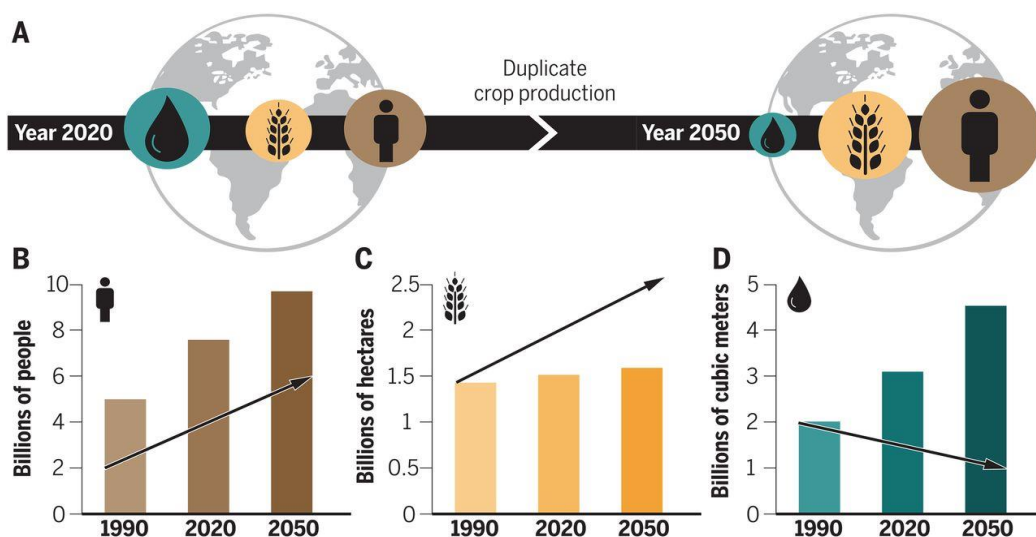 A
Duplicate
crop production
Year 2020
Year 2050
B
Billions of people
10
8
6
4
2
0
1990 2020 2050
C
Billions of hectares
2.5
2
1.5
1
0.5
0
1990 2020 2050
D
Billions of cubic meters
5
4
3
2
1
0
1990 2020 2050